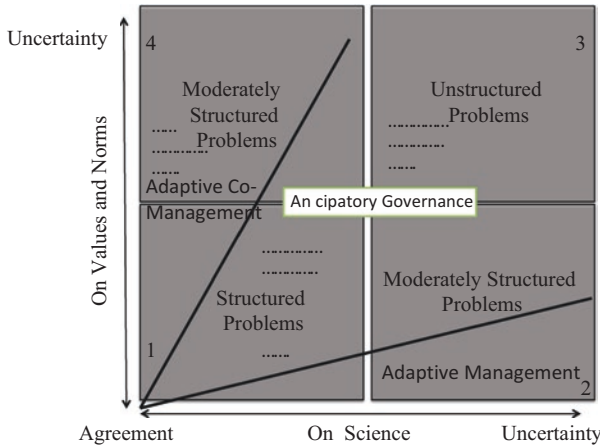 Uncertainty
4
3
Moderately
Structured
Problems
......
..................
......
Unstructured
Problems
..................
..................
........
Adaptive Co-
Management
An cipatory Governance
On Values and Norms
..................
..................
Structured
Problems
........
Moderately Structured
Problems
1
Adaptive Management
2
Agreement
On Science
Uncertainty